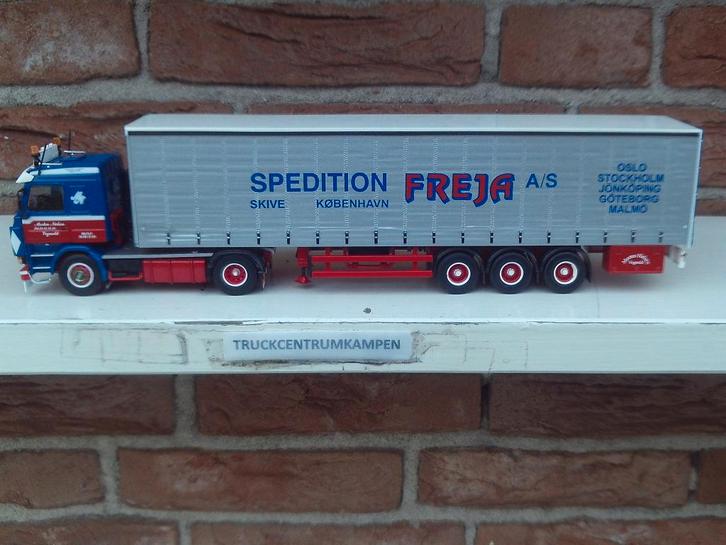 SPEDITION FREJA A/S
SKIVE KØBENHAVN
OSLO
STOCKHOLM
JÖNKÖPING
GÖTEBORG
MALMÖ
TRUCKCENTRUMKAMPEN